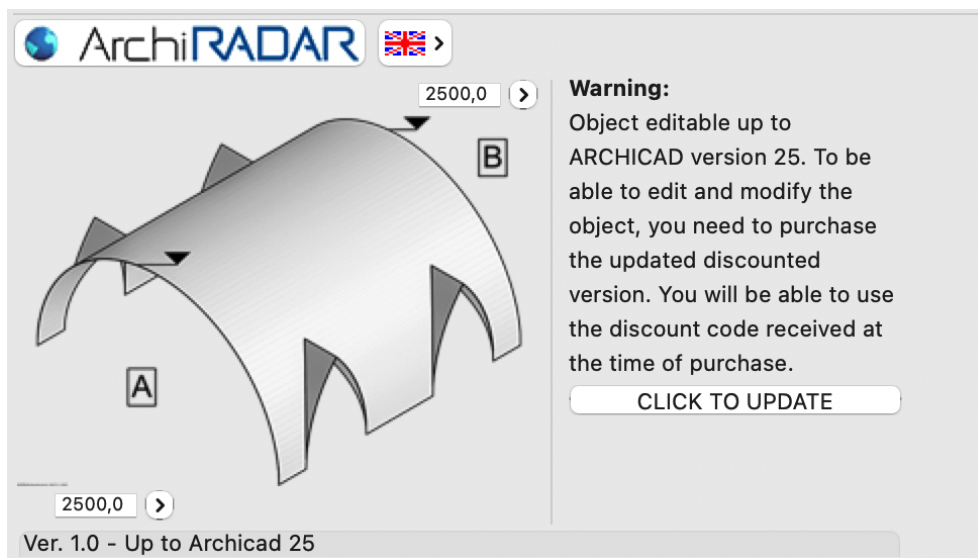 ArchiRADAR
2500,0
B
A
2500,0
Warning:
Object editable up to
ARCHICAD version 25. To be
able to edit and modify the
object, you need to purchase
the updated discounted
version. You will be able to use
the discount code received at
the time of purchase.
CLICK TO UPDATE
Ver. 1.0 - Up to Archicad 25